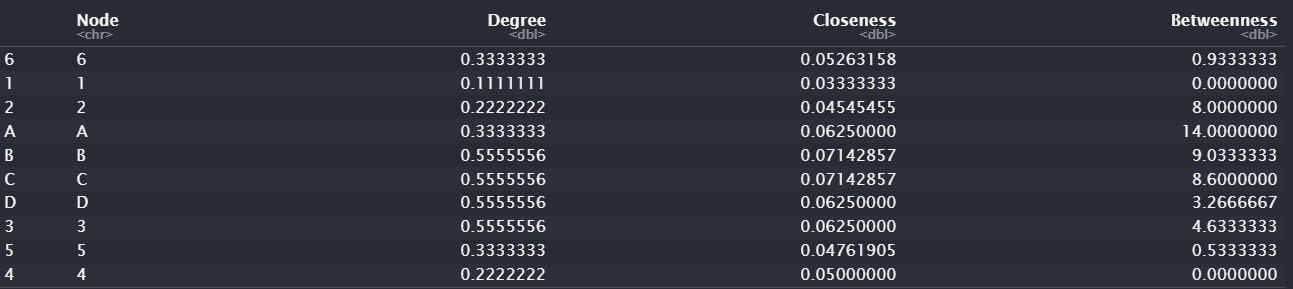 Node Degree Closeness Betweenness
<chr> <dbl> <dbl> <dbl>
6 6 0.3333333 0.05263158 0.9333333
1 1 0.1111111 0.03333333 0.0000000
2 2 0.2222222 0.04545455 8.0000000
A A 0.3333333 0.06250000 14.0000000
B B 0.5555556 0.07142857 9.0333333
C C 0.5555556 0.07142857 8.6000000
D D 0.5555556 0.06250000 3.2666667
3 3 0.5555556 0.06250000 4.6333333
5 5 0.3333333 0.04761905 0.5333333
4 4 0.2222222 0.05000000 0.0000000